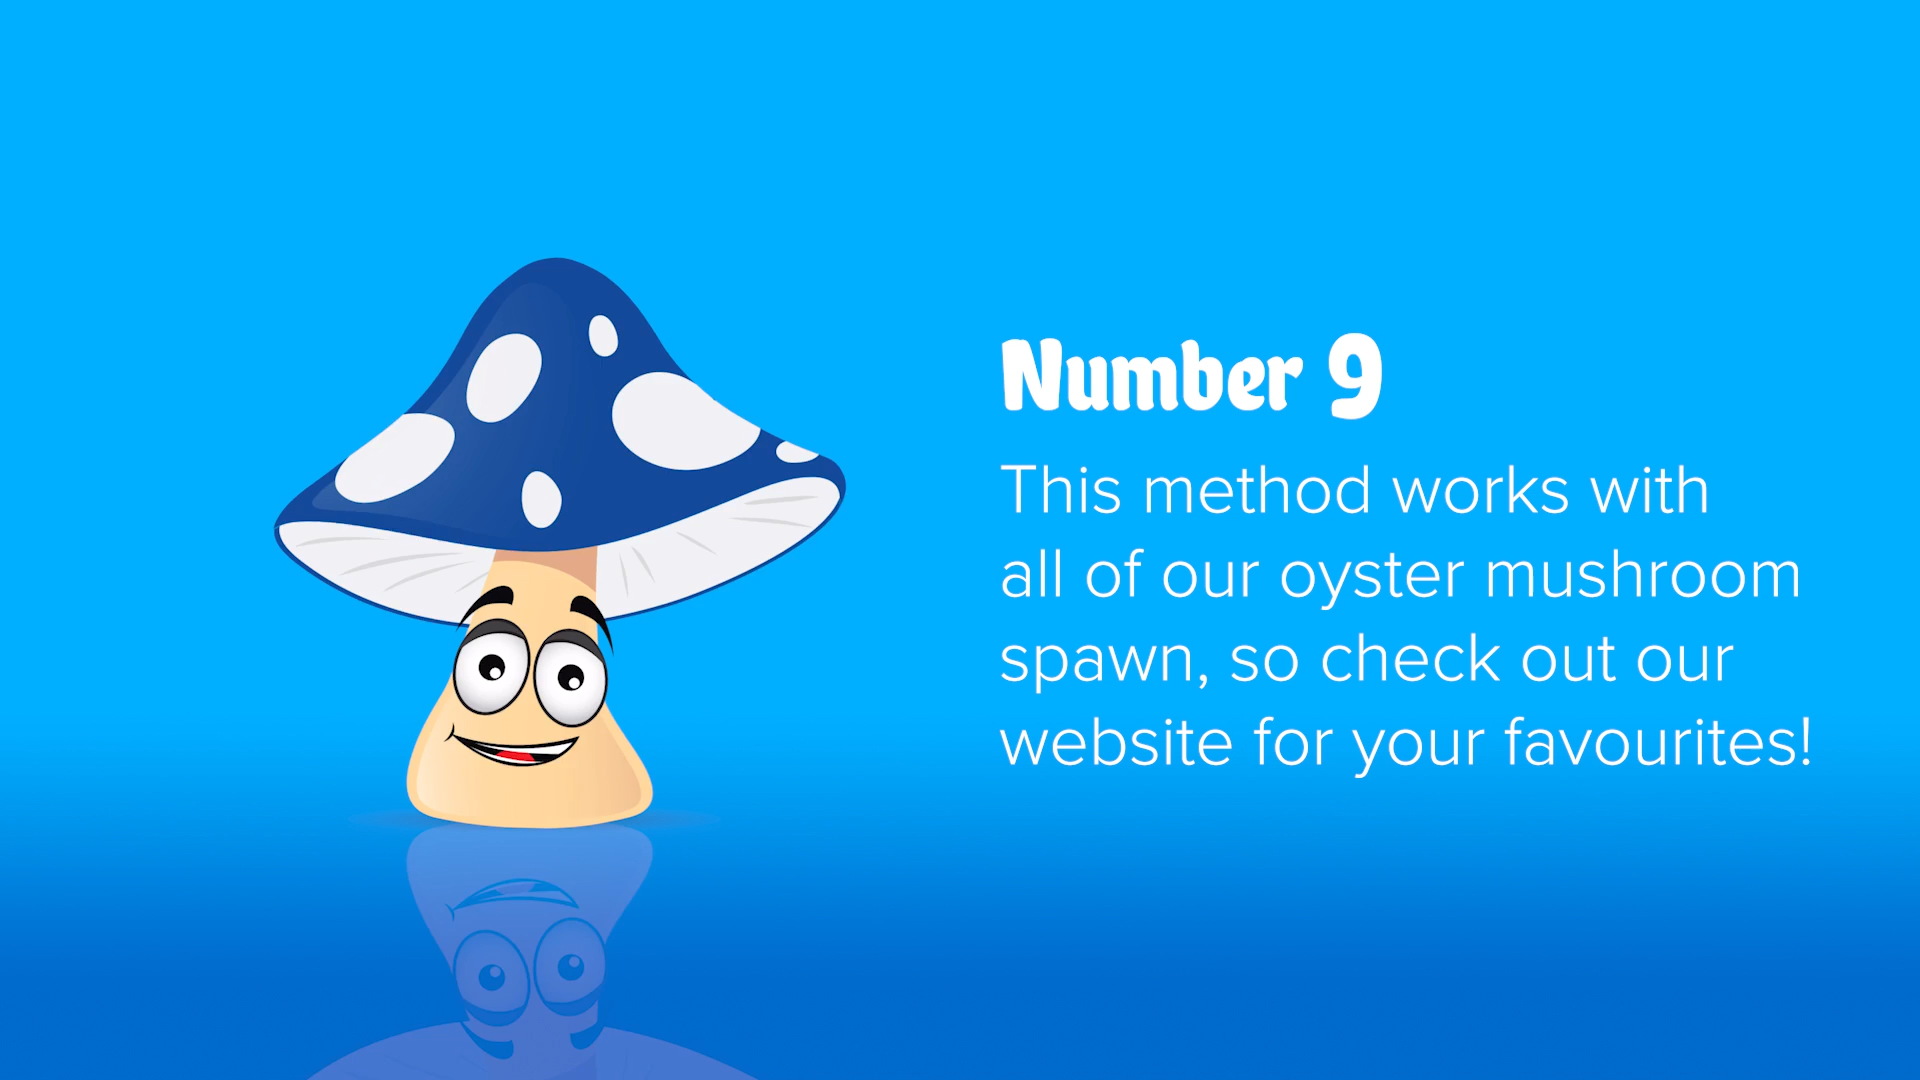 Number 9
This method works with
all of our oyster mushroom
spawn, so check out our
website for your favourites!